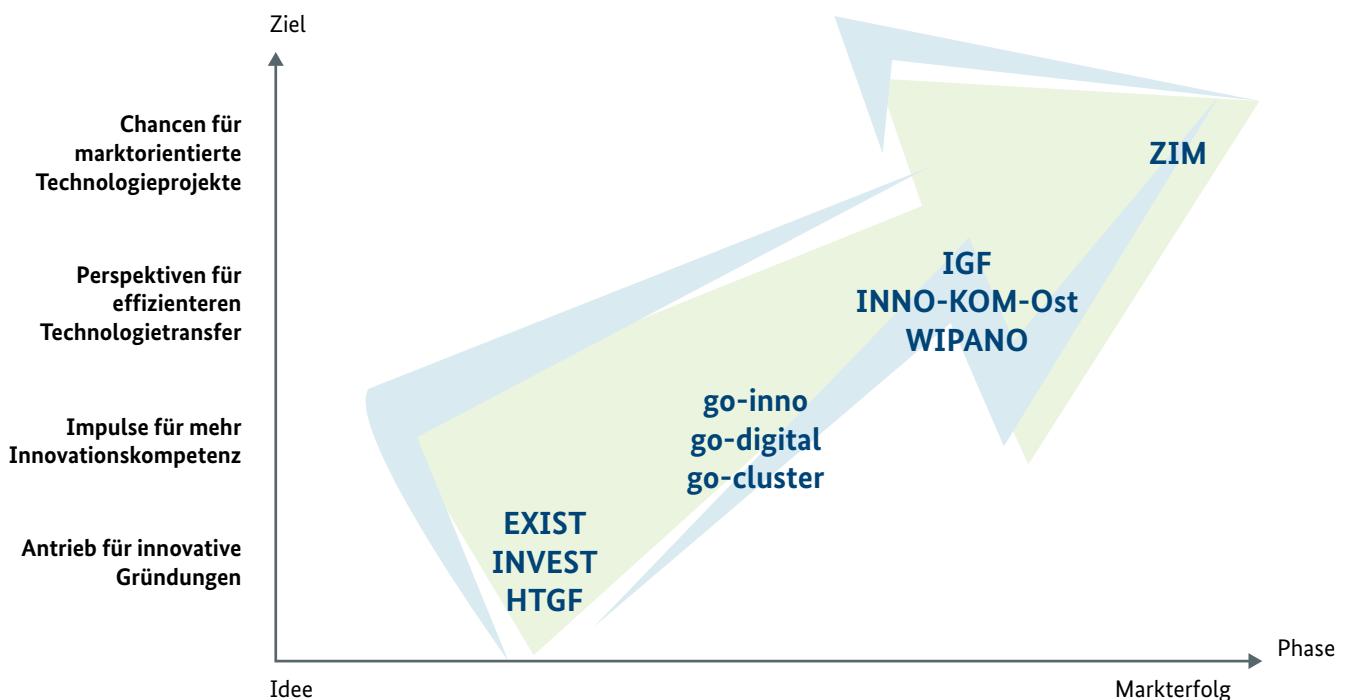 Ziel
Chancen für
marktorientierte
Technologieprojekte
ZIM
Perspektiven für
effizienteren
Technologietransfer
IGF
INNO-KOM-Ost
WIPANO
Impulse für mehr
Innovationskompetenz
go-inno
go-digital
go-cluster
Antrieb für innovative
Gründungen
EXIST
INVEST
HTGF
Phase
Idee
Markterfolg